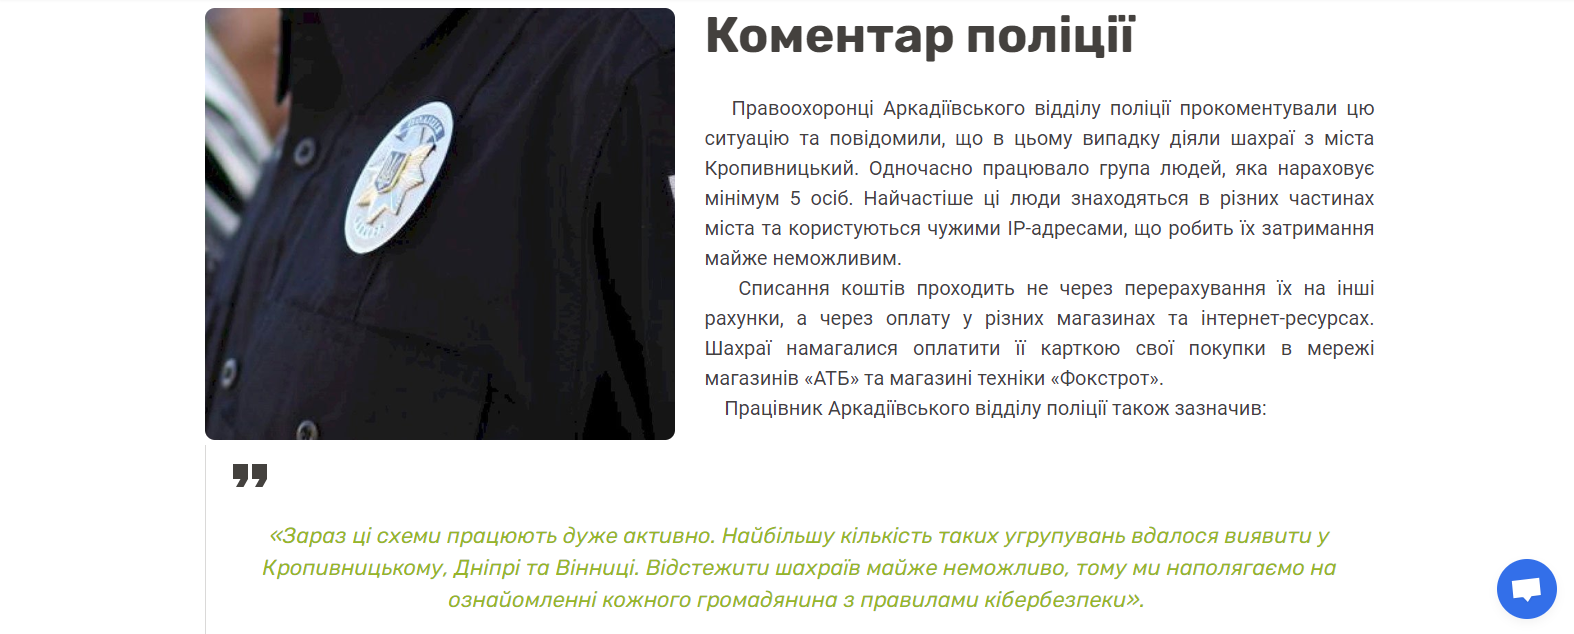 Коментар поліції
Правоохоронці Аркадіївського відділу поліції прокоментували цю
ситуацію та повідомили, що в цьому випадку діяли шахраї з міста
Кропивницький. Одночасно працювало група людей, яка нараховує
мінімум 5 осіб. Найчастіше ці люди знаходяться в різних частинах
міста та користуються чужими IP-адресами, що робить їх затримання
майже неможливим.
Списання коштів проходить не через перерахування їх на інші
рахунки, а через оплату у різних магазинах та інтернет-ресурсах.
Шахраї намагалися оплатити її карткою свої покупки в мережі
магазинів «АТБ» та магазині техніки «Фокстрот».
Працівник Аркадіївського відділу поліції також зазначив:
«Зараз ці схеми працюють дуже активно. Найбільшу кількість таких угрупувань вдалося виявити у
Кропивницькому, Дніпрі та Вінниці. Відстежити шахраїв майже неможливо, тому ми наполягаємо на
ознайомленні кожного громадянина з правилами кібербезпеки».